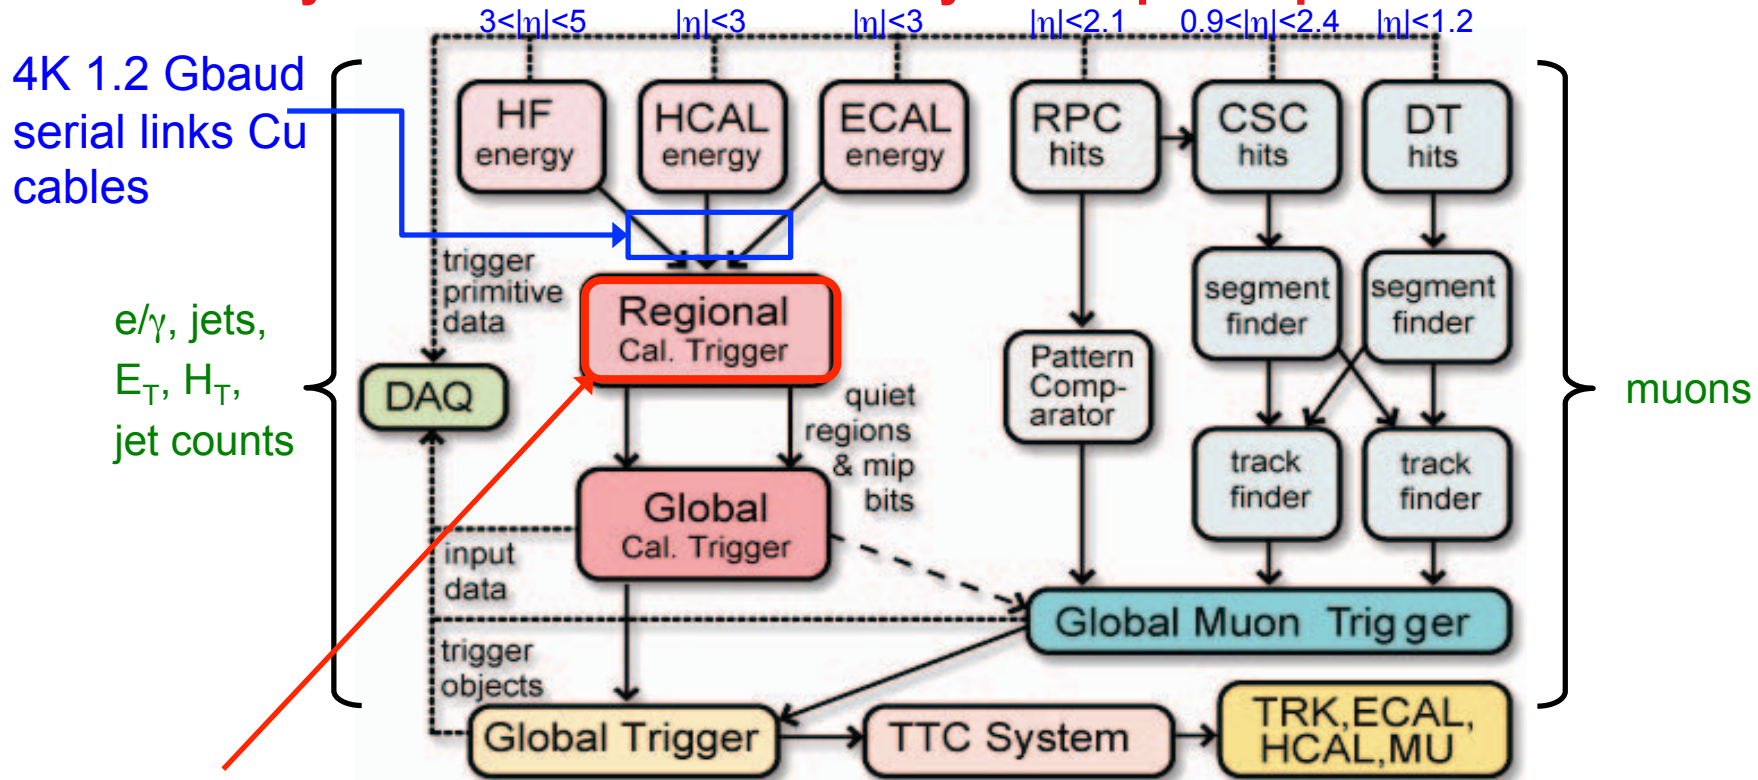 3<|η|<5
|η|<3
|η|<3
|η|<2.1
0.9<|η|<2.4
|η|<1.2
4K 1.2 Gbaud
serial links Cu
cables
HF
energy
HCAL
energy
ECAL
energy
RPC
hits
CSC
hits
DT
hits
trigger
primitive
data
Regional
Cal. Trigger
segment
finder
segment
finder
e/γ, jets,
E_T, H_T,
jet counts
DAQ
quiet
regions
& mip
bits
Pattern
Comp-
arator
muons
track
finder
track
finder
Global
Cal. Trigger
input
data
Global Muon Trigger
trigger
objects
Global Trigger
TTC System
TRK,ECAL,
HCAL,MU